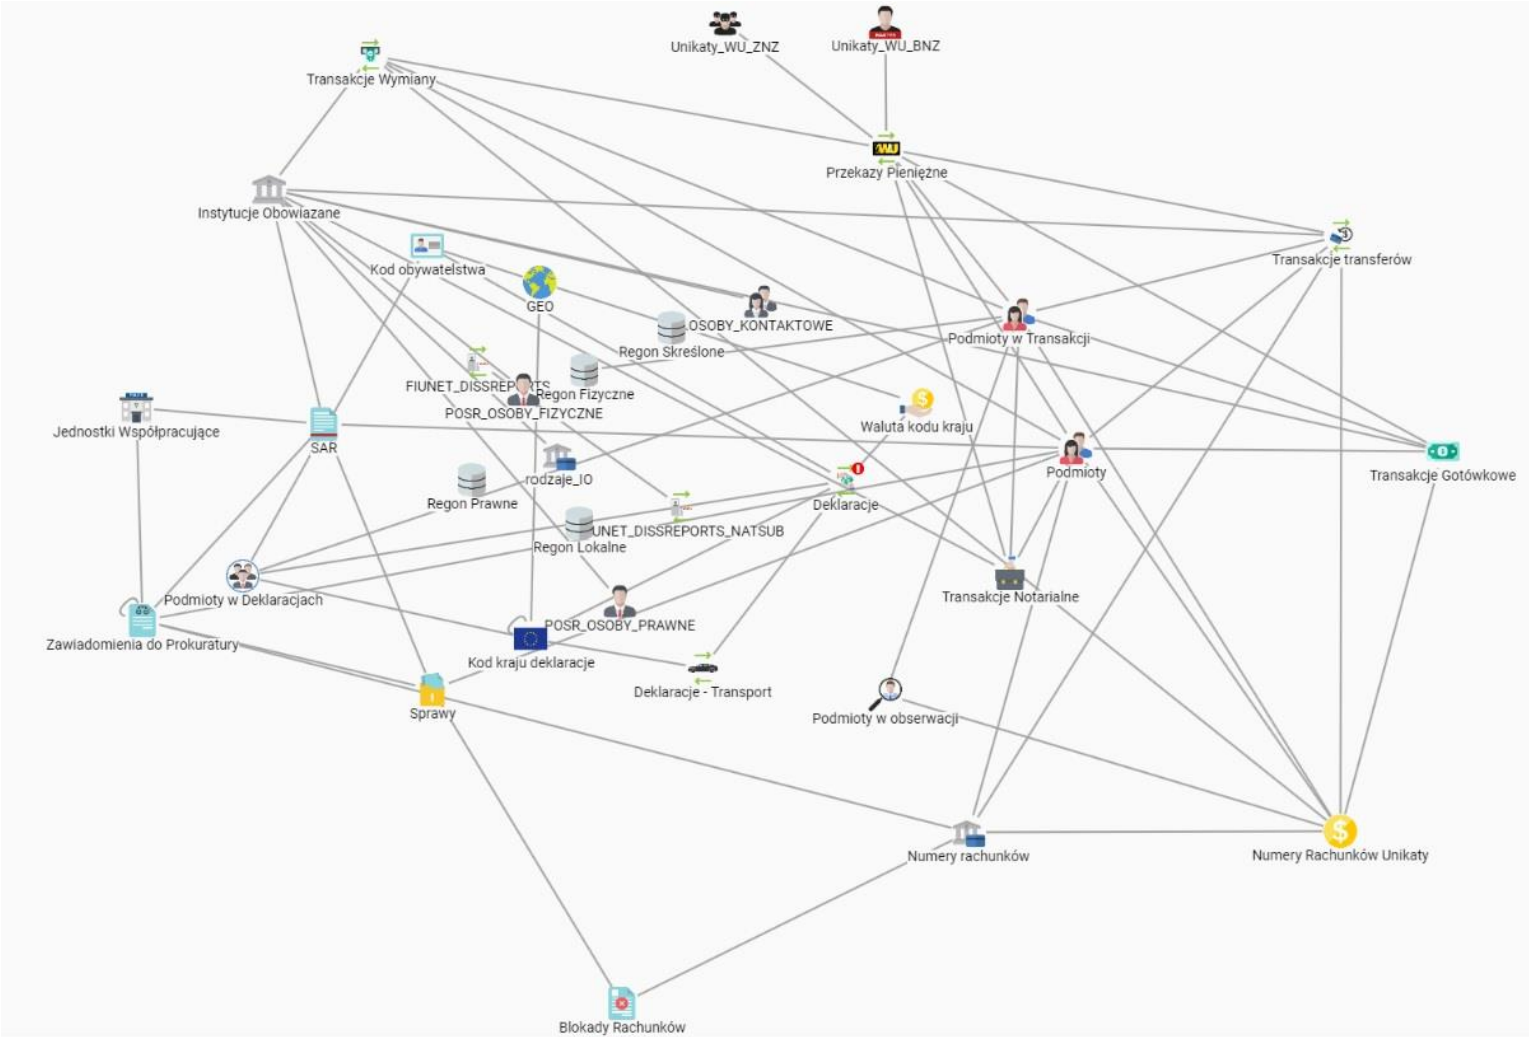 Unikaty_WU_ZNZ
Unikaty_WU_BNZ
Transakcje Wymiany
Przekazy Pieniężne
Instytucje Obowiazane
Transakcje transferów
Kod obywatelstwa
GEO
OSOBY_KONTAKTOWE
Podmioty w Transakcji
Regon Skreślone
FIUNET_DISSREPORTS
Regon Fizyczne
POSR_OSOBY_FIZYCZNE
Waluta kodu kraju
Jednostki Współpracujące
SAR
Podmioty
Transakcje Gotówkowe
rodzaje_IO
Regon Prawne
Deklaracje
UNET_DISSREPORTS_NATSUB
Regon Lokalne
Podmioty w Deklaracjach
Transakcje Notarialne
POSR_OSOBY_PRAWNE
Zawiadomienia do Prokuratury
Kod kraju deklaracje
Deklaracje - Transport
Sprawy
Podmioty w obserwacji
Numery rachunków
Numery Rachunków Unikaty
Blokady Rachunków